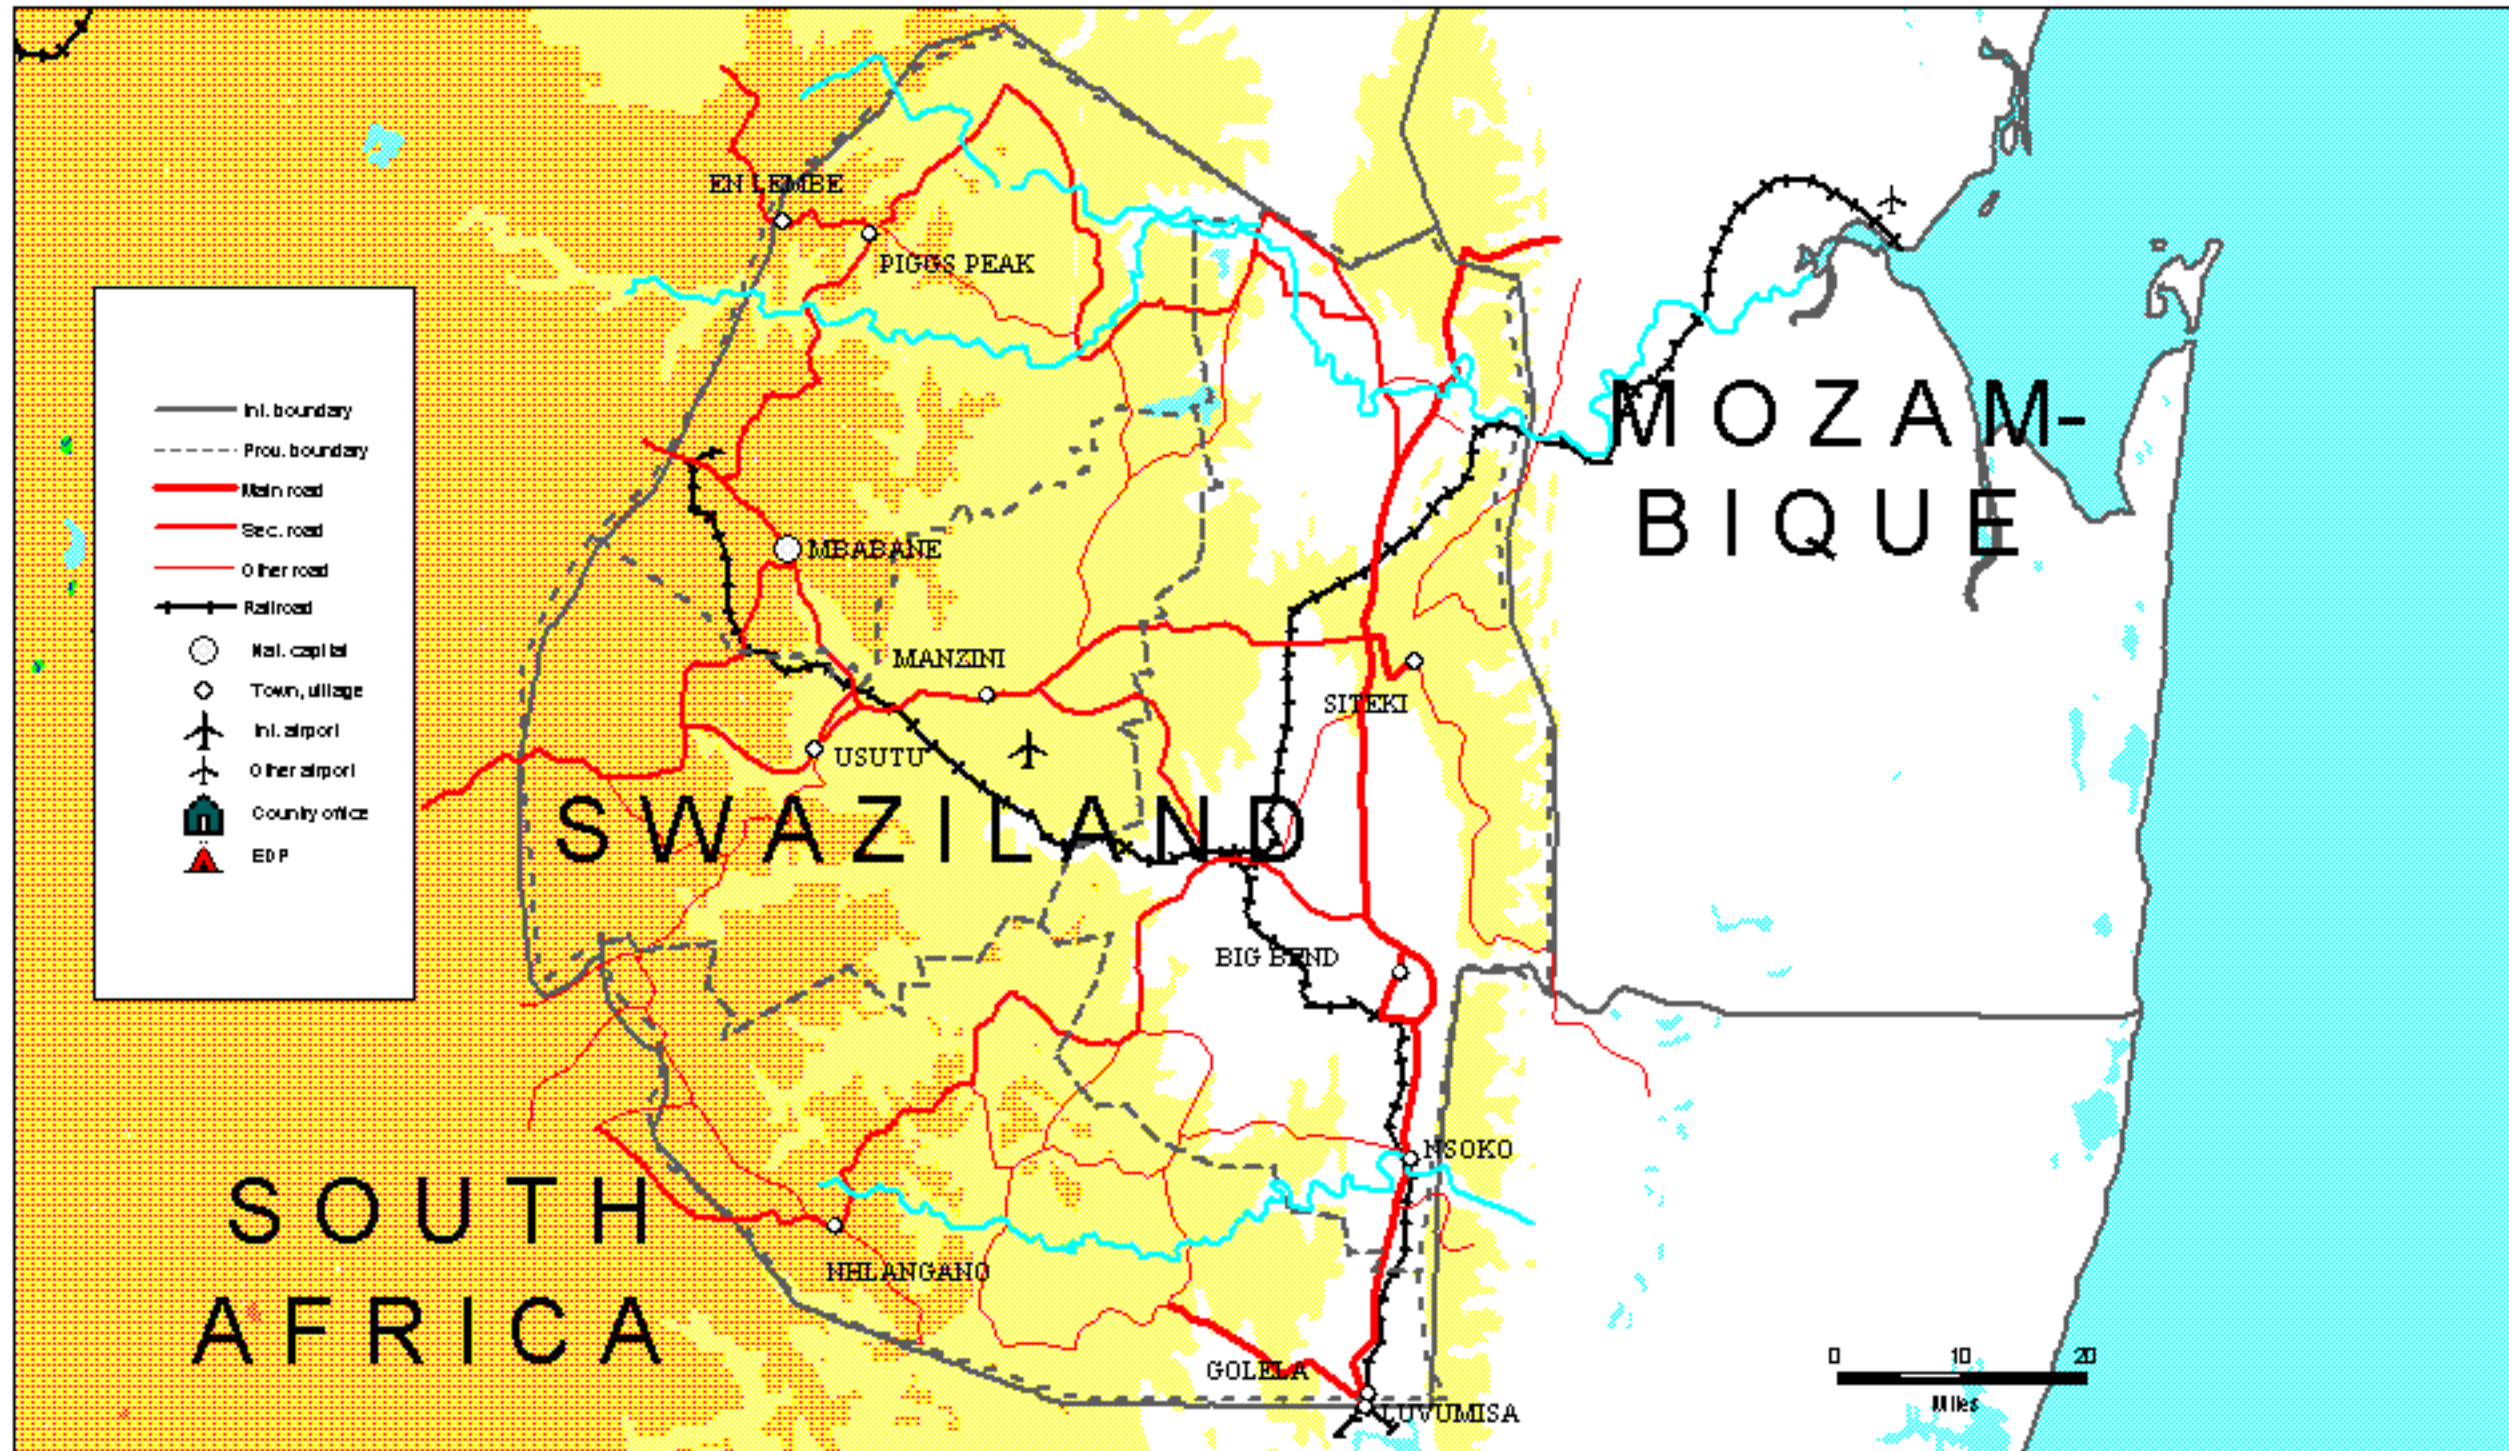 EN LEMBE
PIGGS PEAK
Int. boundary
Prov. boundary
Main road
Sec. road
Other road
Railroad
Nat. capital
Town, village
Int. airport
Other airport
Country office
EDP
MOZAM-
BIQUE
MBABANE
MANZINI
SITEKI
USUTU
SWAZILAND
BIG BEND
NSOKO
SOUTH
AFRICA
NHLANGANO
GOLELA
LUVUMISA
0 10 20
Miles